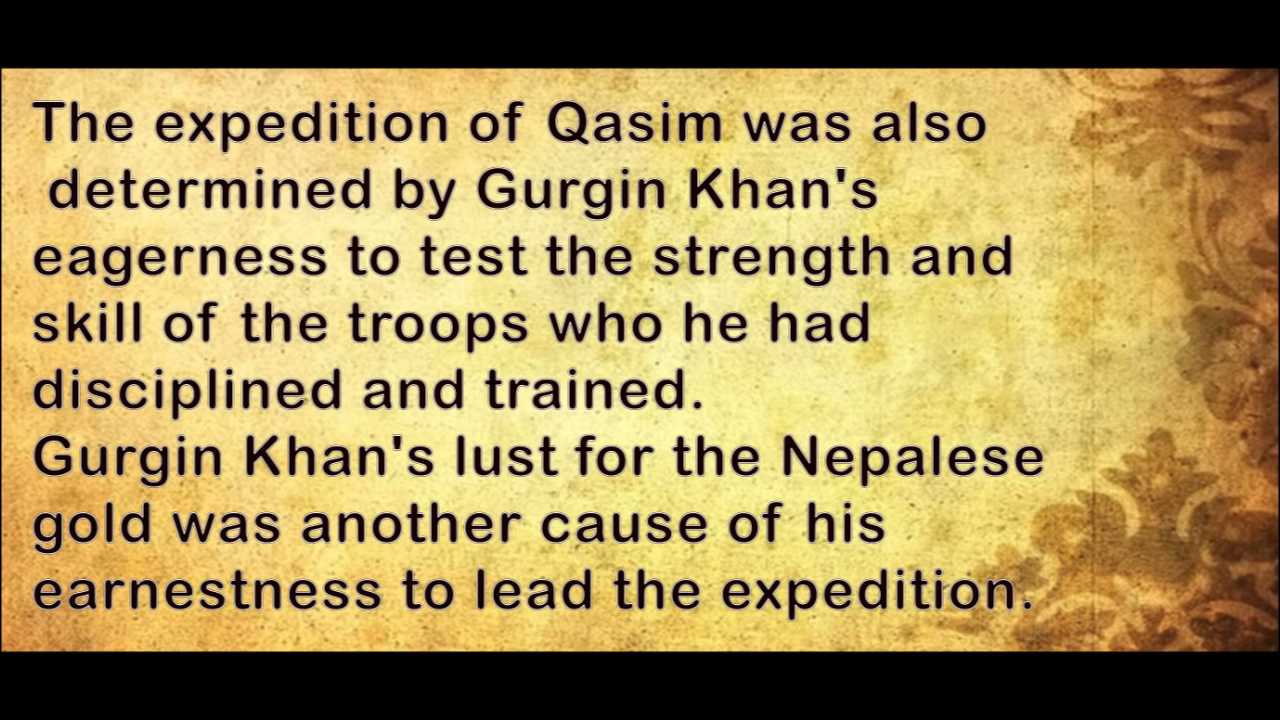 The expedition of Qasim was also
determined by Gurgin Khan's
eagerness to test the strength and
skill of the troops who he had
disciplined and trained.
Gurgin Khan's lust for the Nepalese
gold was another cause of his
earnestness to lead the expedition.